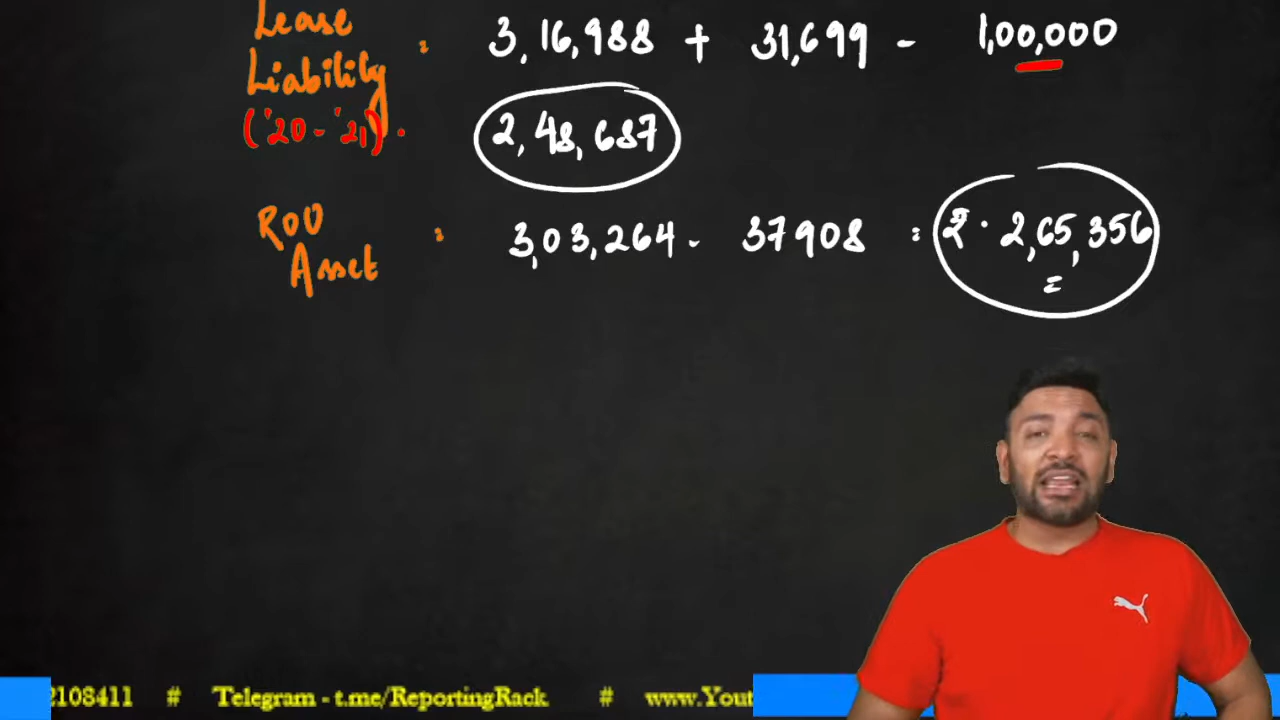 Lease
Liability = 3,16,988 + 31,699 - 1,00,000
('20 - '21). 2,48,687
ROU
Asset = 3,03,264 - 37908 = ₹. 2,65,356
=
2108411 # Telegram - t.me/ReportingRack # www.Yout